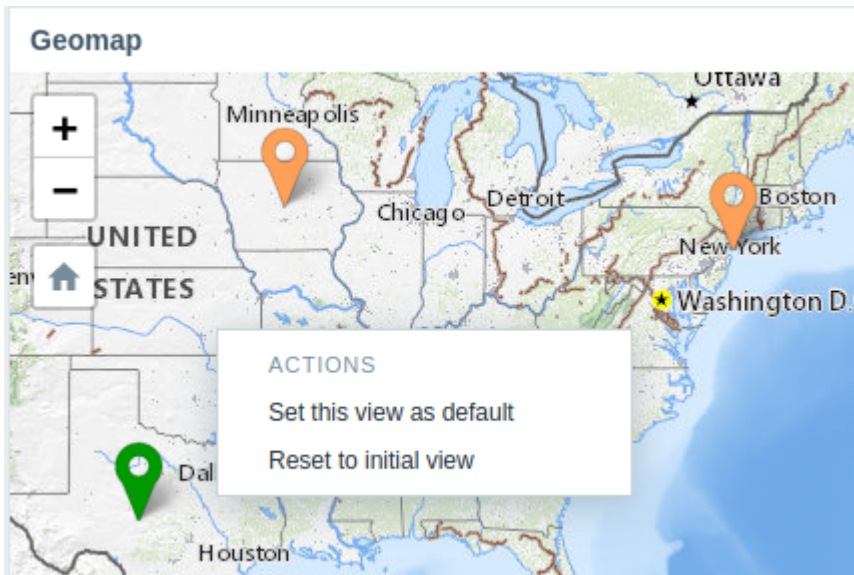 Geomap
Ottawa
+
Minneapolis
−
Boston
Chicago
Detroit
UNITED
New York
STATES
Washington D.
ACTIONS
Set this view as default
Reset to initial view
Dal
Houston